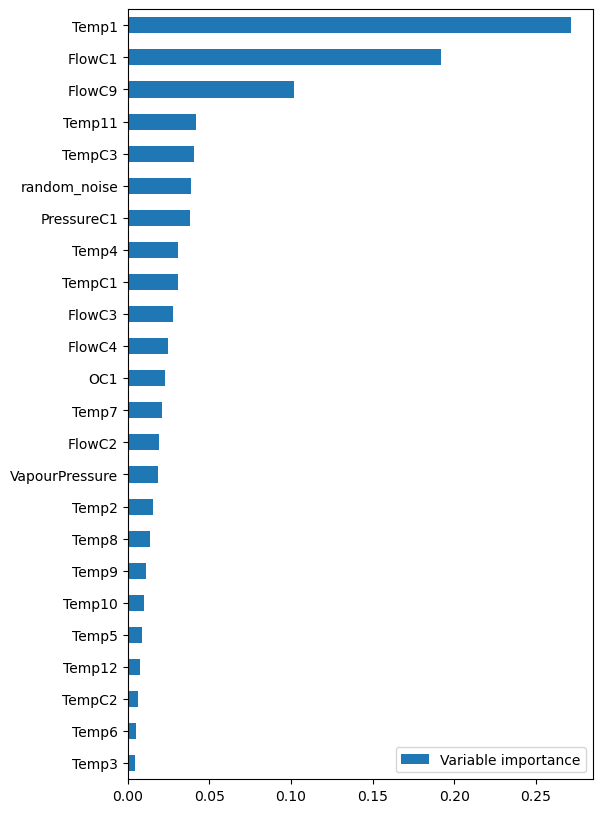 Temp1
FlowC1
FlowC9
Temp11
TempC3
random_noise
PressureC1
Temp4
TempC1
FlowC3
FlowC4
OC1
Temp7
FlowC2
VapourPressure
Temp2
Temp8
Temp9
Temp10
Temp5
Temp12
TempC2
Temp6
Temp3
Variable importance
0.00 0.05 0.10 0.15 0.20 0.25